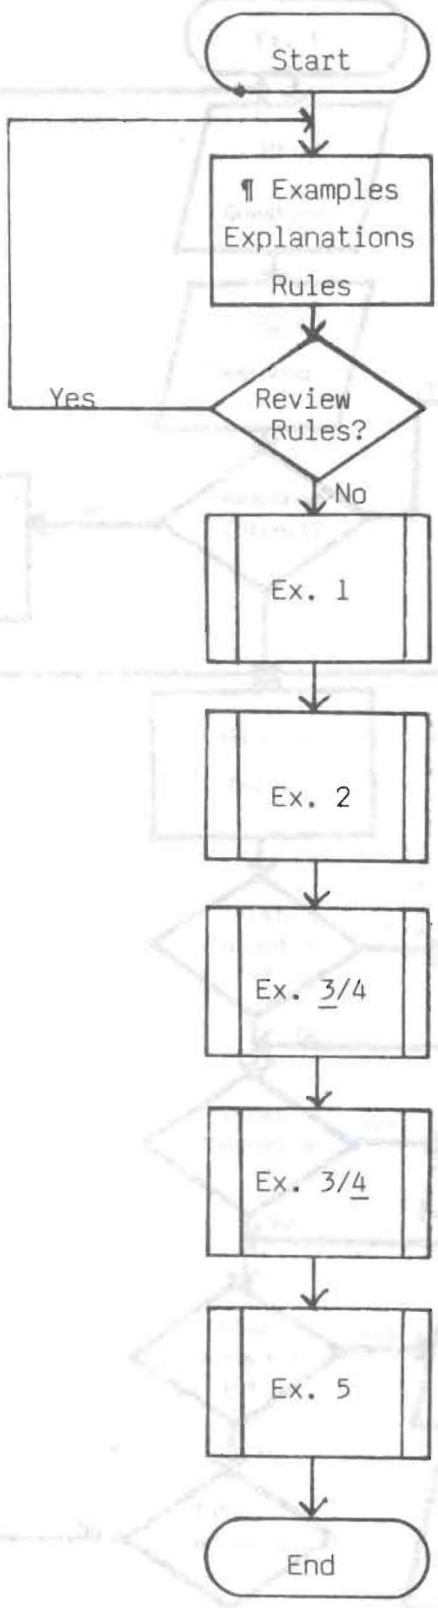 Start
¶ Examples
Explanations
Rules
Yes
Review
Rules?
No
Ex. 1
Ex. 2
Ex. 3/4
Ex. 3/4
Ex. 5
End